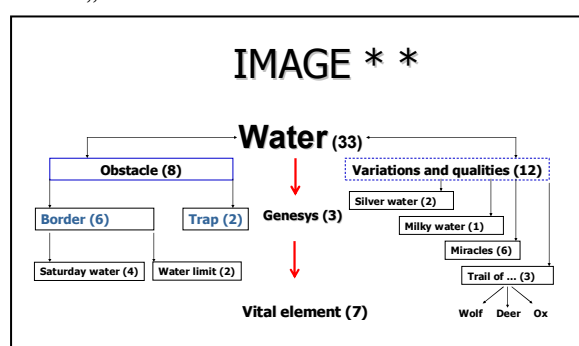 IMAGE * *
Water (33)
Obstacle (8)
Variations and qualities (12)
Silver water (2)
Border (6)
Trap (2)
Genesys (3)
Milky water (1)
Miracles (6)
Saturday water (4)
Water limit (2)
Trail of ... (3)
Vital element (7)
Wolf Deer Ox